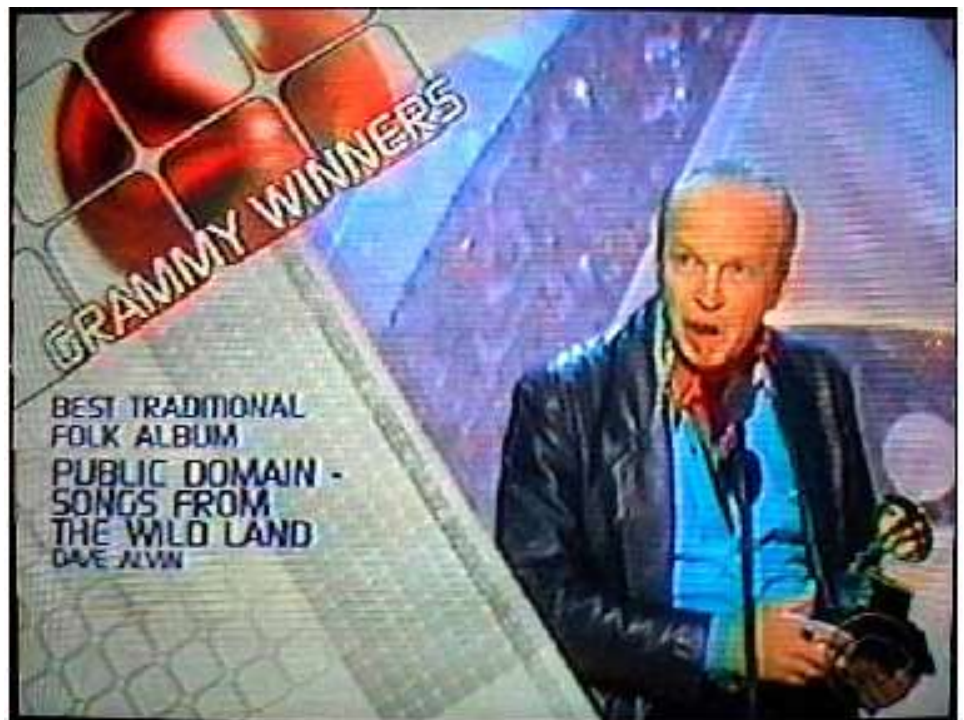 GRAMMY WINNERS
BEST TRADITIONAL
FOLK ALBUM
PUBLIC DOMAIN -
SONGS FROM
THE WILD LAND
DAVE ALVIN